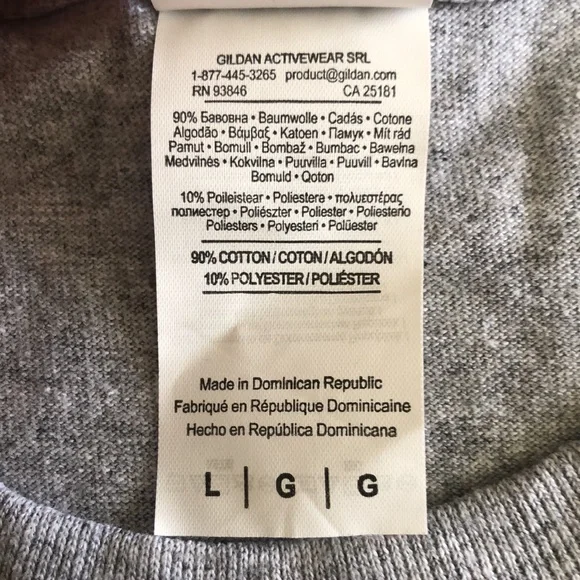 GILDAN ACTIVEWEAR SRL
1-877-445-3265 product@gildan.com
RN 93846 CA 25181
90% Бавовна • Baumwolle • Cadás • Cotone
Algodão • Βάμβαξ • Katoen • Памук • Mít rád
Pamut • Bomull • Bombaž • Bumbac • Bawełna
Medvilnės • Kokvilna • Puuvilla • Puuvill • Bavlna
Bomuld • Qoton
10% Poileistear • Poliestera • πολυεστέρας
полиестер • Poliészter • Poliester • Poliesterio
Poliesters • Polyesteri • Polüester
90% COTTON / COTON / ALGODÓN
10% POLYESTER / POLIÉSTER
Made in Dominican Republic
Fabriqué en République Dominicaine
Hecho en República Dominicana
L | G | G